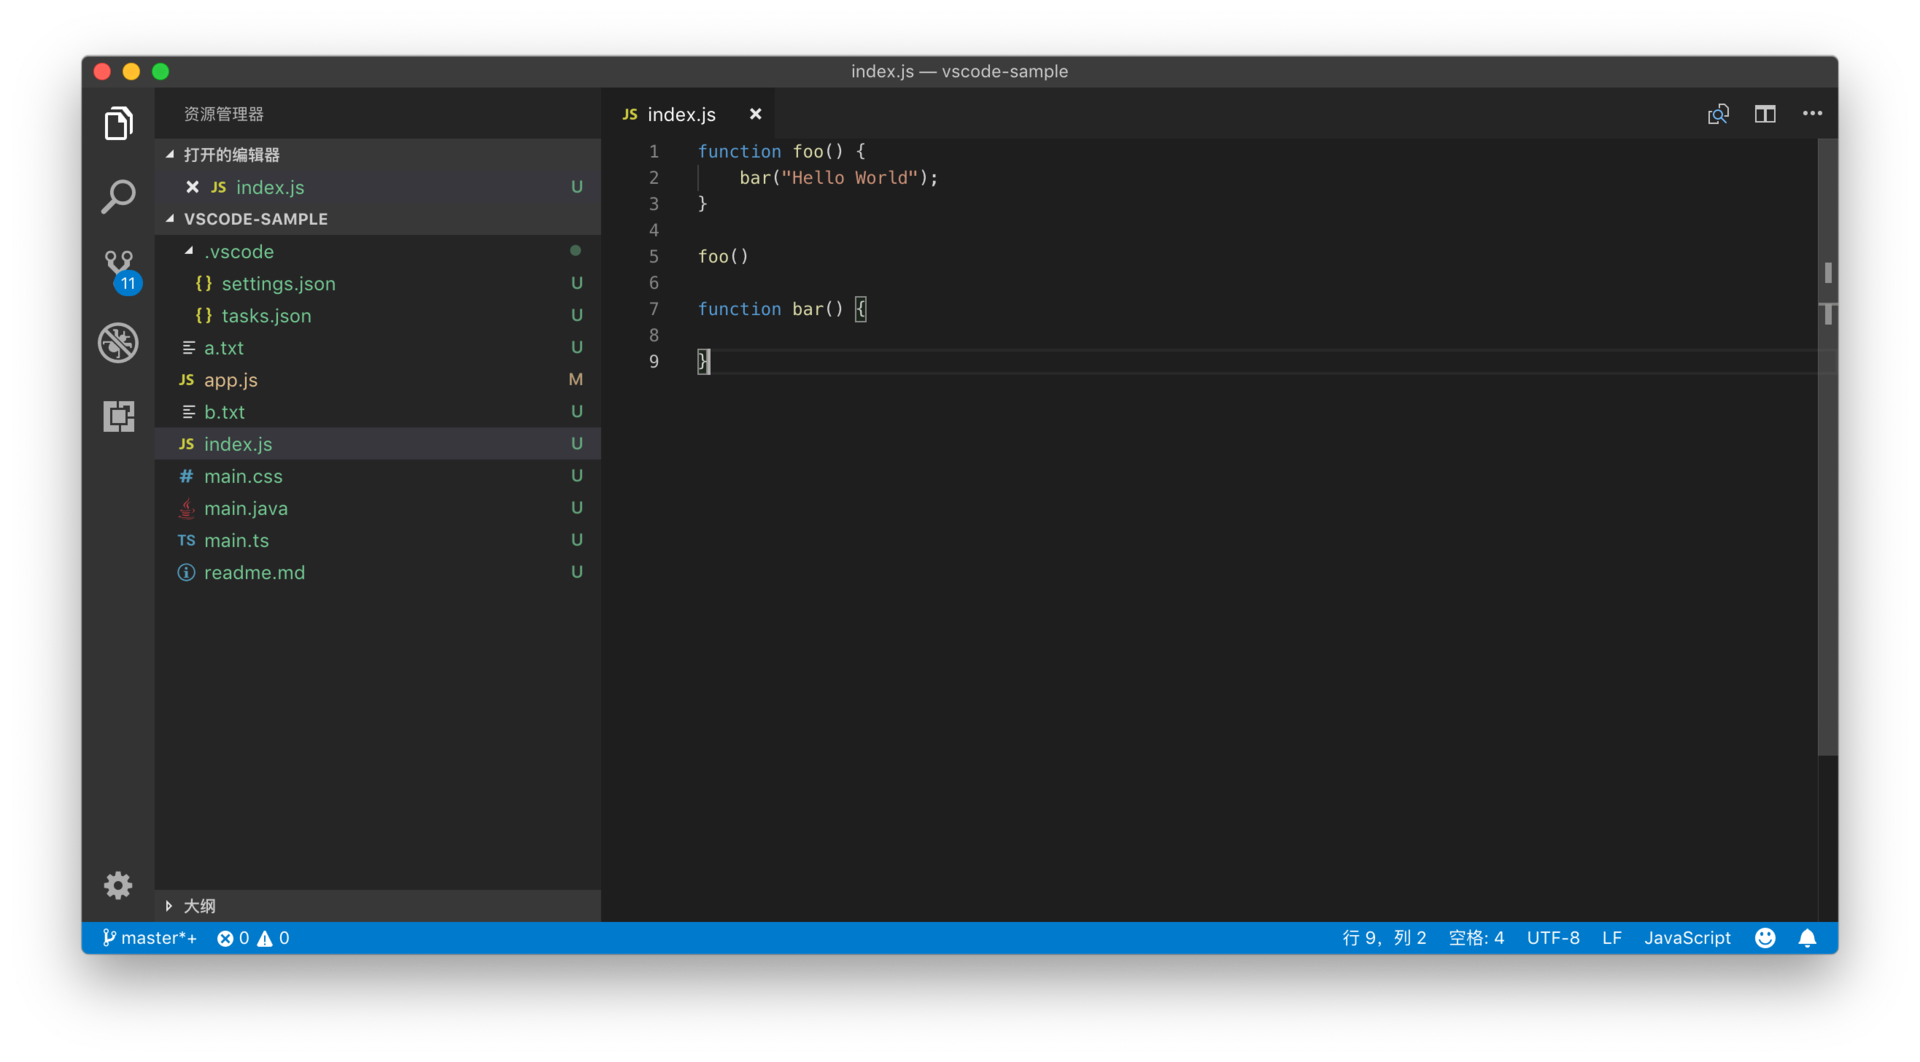 index.js — vscode-sample
资源管理器
打开的编辑器
JS index.js U
VSCODE-SAMPLE
.vscode
{} settings.json U
{} tasks.json U
a.txt U
JS app.js M
b.txt U
JS index.js U
# main.css U
main.java U
TS main.ts U
readme.md U
大纲
11
JS index.js
1 function foo() {
2 bar("Hello World");
3 }
4
5 foo()
6
7 function bar() {
8
9 }
master*+ 0 0
行 9，列 2 空格: 4 UTF-8 LF JavaScript